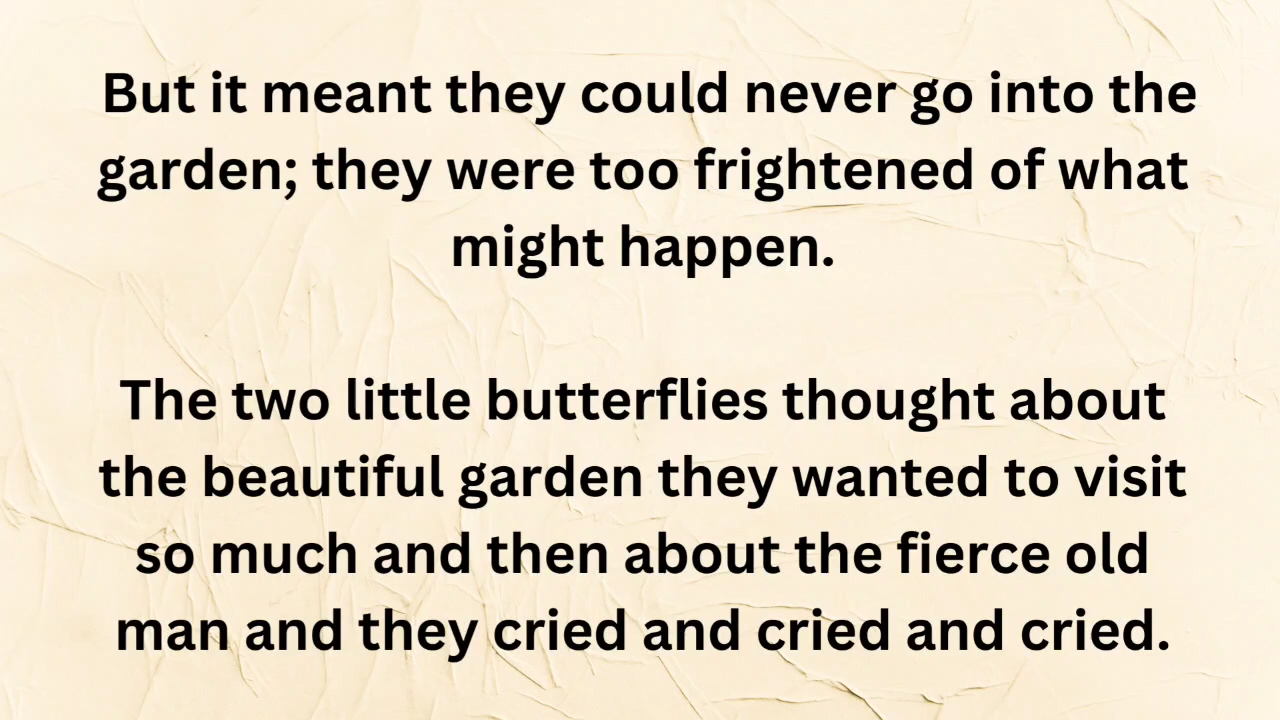 But it meant they could never go into the
garden; they were too frightened of what
might happen.
The two little butterflies thought about
the beautiful garden they wanted to visit
so much and then about the fierce old
man and they cried and cried and cried.